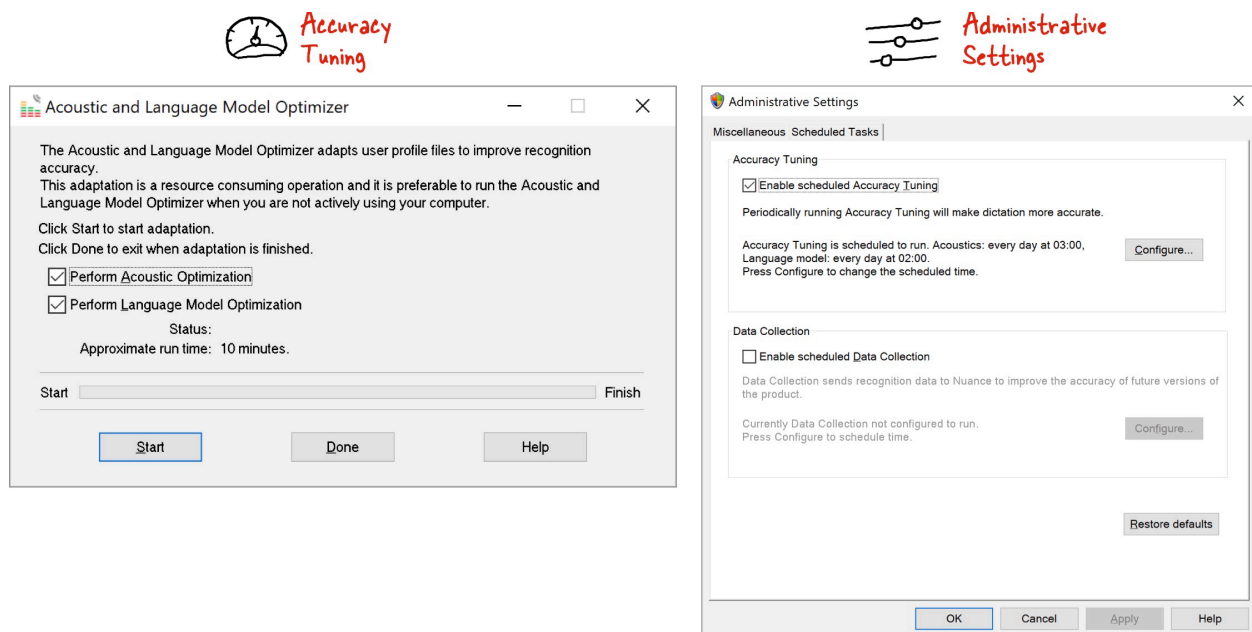 Accuracy
Tuning
Acoustic and Language Model Optimizer
The Acoustic and Language Model Optimizer adapts user profile files to improve recognition
accuracy.
This adaptation is a resource consuming operation and it is preferable to run the Acoustic and
Language Model Optimizer when you are not actively using your computer.
Click Start to start adaptation.
Click Done to exit when adaptation is finished.
Perform Acoustic Optimization
Perform Language Model Optimization
Status:
Approximate run time: 10 minutes.
Start Finish
Start Done Help
Administrative
Settings
Administrative Settings
Miscellaneous Scheduled Tasks
Accuracy Tuning
Enable scheduled Accuracy Tuning
Periodically running Accuracy Tuning will make dictation more accurate.
Accuracy Tuning is scheduled to run. Acoustics: every day at 03:00,
Language model: every day at 02:00.
Press Configure to change the scheduled time.
Configure...
Data Collection
Enable scheduled Data Collection
Data Collection sends recognition data to Nuance to improve the accuracy of future versions of
the product.
Currently Data Collection not configured to run.
Press Configure to schedule time.
Configure...
Restore defaults
OK Cancel Apply Help